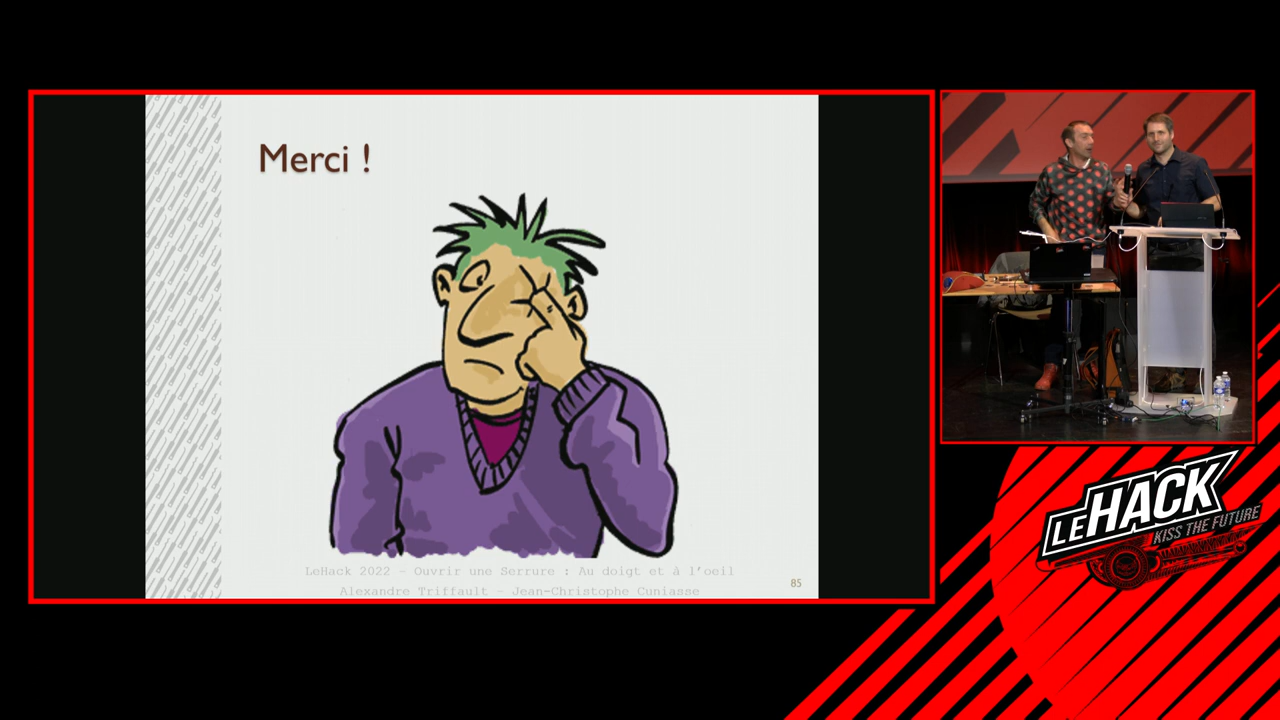 Merci !
LeHack 2022 – Ouvrir une Serrure : Au doigt et à l’oeil
Alexandre Triffault – Jean-Christophe Cuniasse
85
LEHACK
KISS THE FUTURE